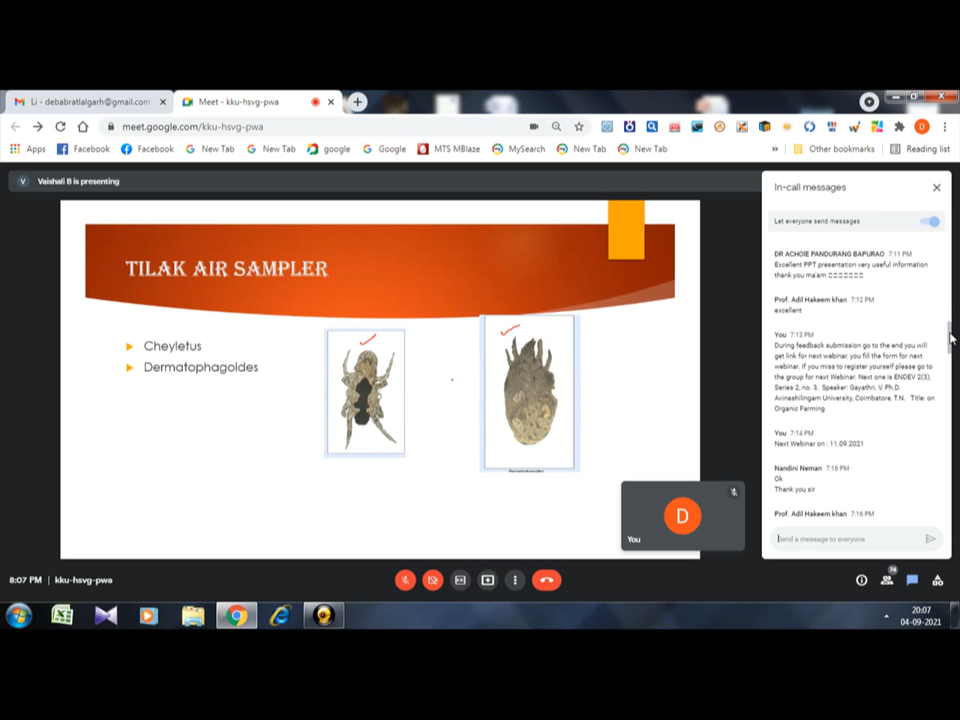 Li - debabratlalgarh@gmail.com
Meet - kku-hsvg-pwa
meet.google.com/kku-hsvg-pwa
D
Apps
Facebook
Facebook
New Tab
New Tab
google
Google
MTS MBlaze
MySearch
New Tab
New Tab
»
Other bookmarks
Reading list
V
Vaishali B is presenting
TILAK AIR SAMPLER
Cheyletus
Dermatophagoides
Dermatophagoides
D
You
In-call messages
Let everyone send messages
DR ACHOIE PANDURANG BAPURAO 7:11 PM
Excellent PPT presentation very useful information
thank you ma'am
Prof. Adil Hakeem khan 7:12 PM
excellent
You 7:13 PM
During feedback submission go to the end you will
get link for next webinar, you fill the form for next
webinar. If you miss to register yourself please go to
the group for next Webinar. Next one is ENDEV 2(3),
Series 2, no. 3, Speaker: Gayathri, V, Ph.D.
Avinashilingam University, Coimbatore, T.N. Title: on
Organic Farming
You 7:14 PM
Next Webinar on : 11.09.2021
Nandini Neman 7:16 PM
Ok
Thank you sir
Prof. Adil Hakeem khan 7:16 PM
Send a message to everyone
8:07 PM | kku-hsvg-pwa
24
20:07
04-09-2021